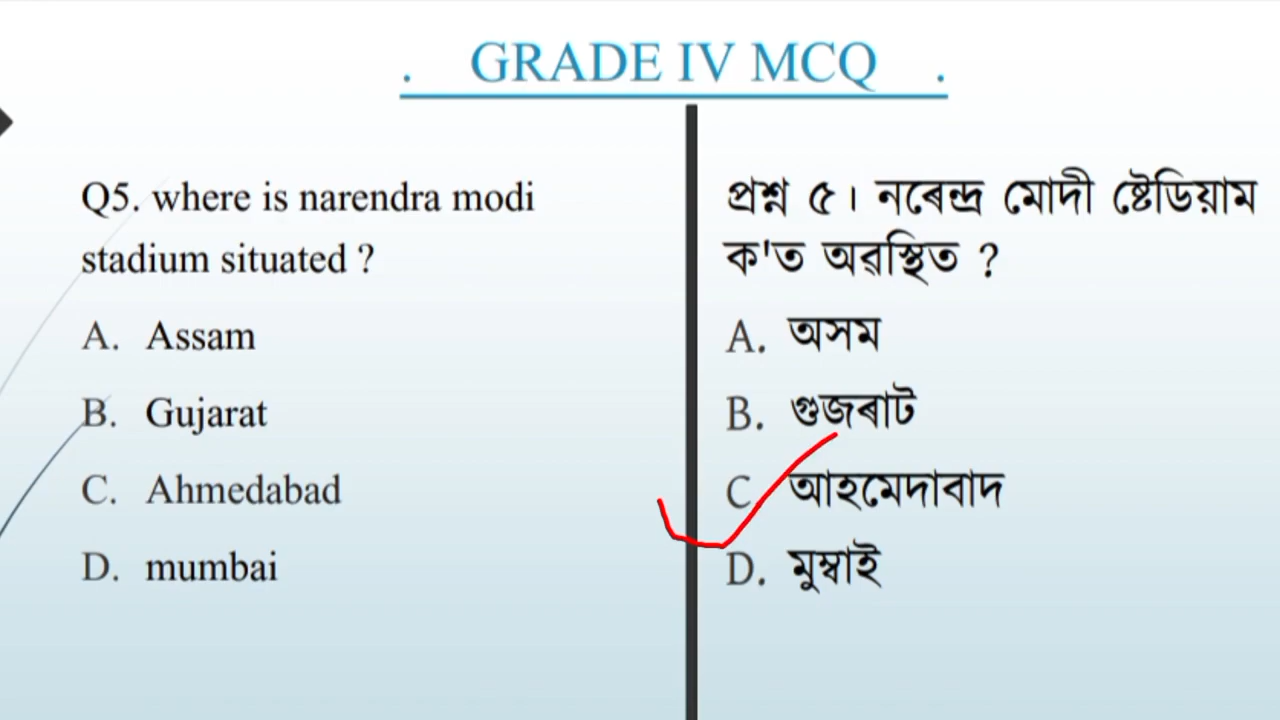 . GRADE IV MCQ .
Q5. where is narendra modi
stadium situated ?
A. Assam
B. Gujarat
C. Ahmedabad
D. mumbai
প্ৰশ্ন ৫। নৰেন্দ্ৰ মোদী ষ্টেডিয়াম
ক'ত অৱস্থিত ?
A. অসম
B. গুজৰাট
C আহমেদাবাদ
D. মুম্বাই